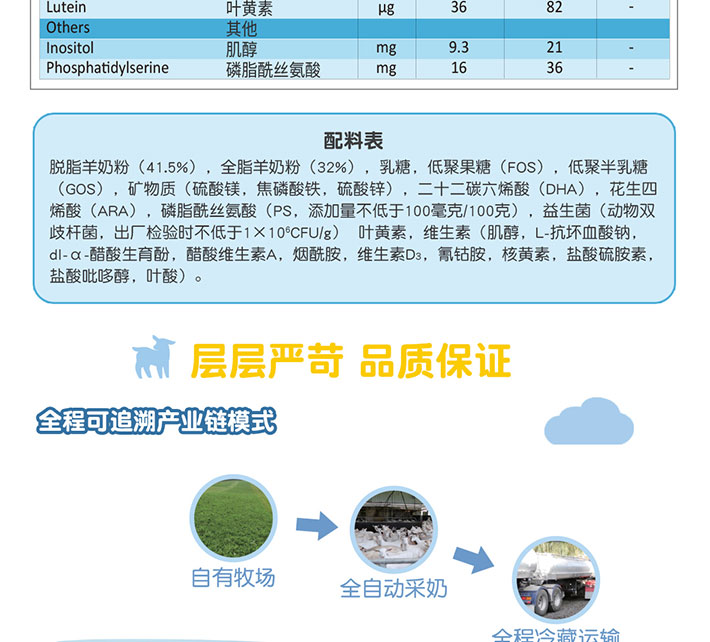 Lutein 叶黄素 µg 36 82 -
Others 其他
Inositol 肌醇 mg 9.3 21 -
Phosphatidylserine 磷脂酰丝氨酸 mg 16 36 -
配料表
脱脂羊奶粉（41.5%），全脂羊奶粉（32%），乳糖，低聚果糖（FOS），低聚半乳糖
（GOS），矿物质（硫酸镁，焦磷酸铁，硫酸锌），二十二碳六烯酸（DHA），花生四
烯酸（ARA），磷脂酰丝氨酸（PS，添加量不低于100毫克/100克），益生菌（动物双
歧杆菌，出厂检验时不低于1×10⁶CFU/g） 叶黄素，维生素（肌醇，L-抗坏血酸钠，
dl-α-醋酸生育酚，醋酸维生素A，烟酰胺，维生素D₃，氰钴胺，核黄素，盐酸硫胺素，
盐酸吡哆醇，叶酸）。
层层严苛 品质保证
全程可追溯产业链模式
自有牧场
全自动采奶
全程冷藏运输